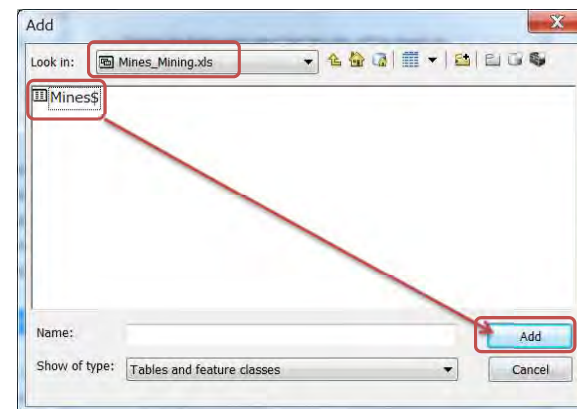 Add
Look in: Mines_Mining.xls
Mines$
Name:
Add
Show of type: Tables and feature classes
Cancel